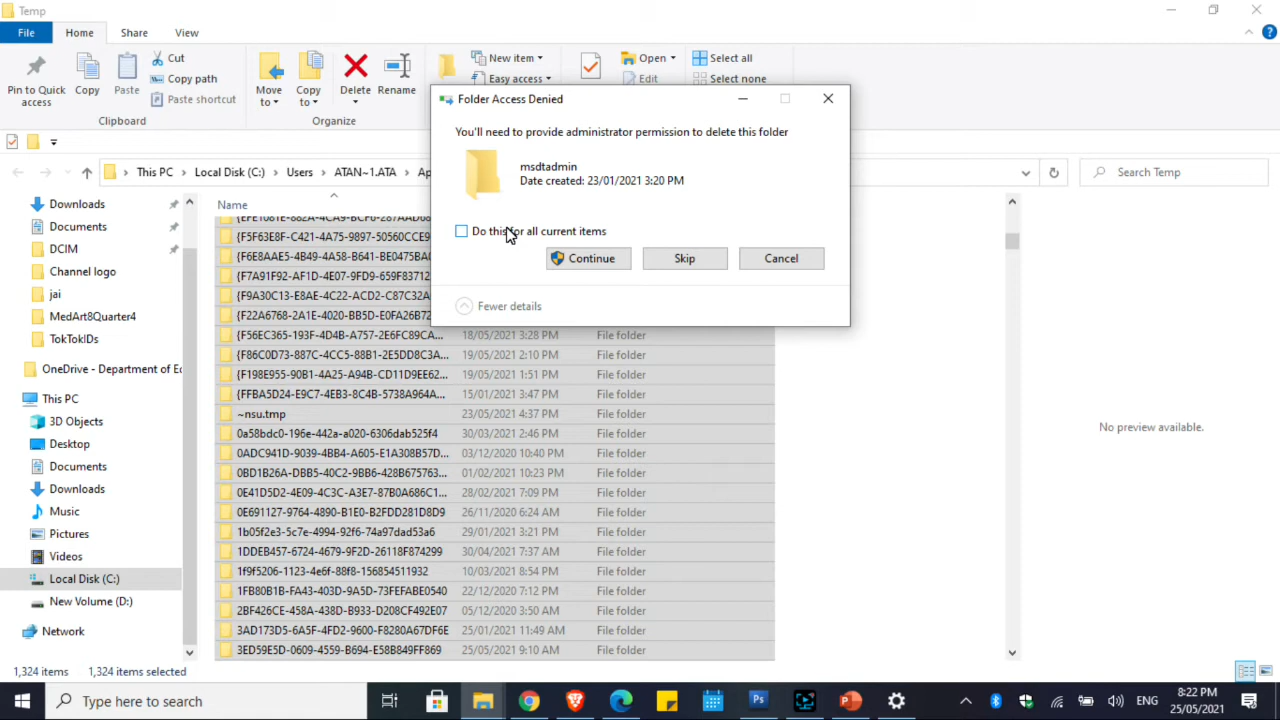 Temp
File Home Share View
Pin to Quick access
Copy
Paste
Cut
Copy path
Paste shortcut
Clipboard
Move to
Copy to
Delete
Rename
Organize
New item
Easy access
Open
Edit
Select all
Select none
This PC Local Disk (C:) Users ATAN~1.ATA
Search Temp
Folder Access Denied
You'll need to provide administrator permission to delete this folder
msdtadmin
Date created: 23/01/2021 3:20 PM
Do this for all current items
Continue Skip Cancel
Fewer details
Downloads
Documents
DCIM
Channel logo
jai
MedArt8Quarter4
TokTokIDs
OneDrive - Department of Ec
This PC
3D Objects
Desktop
Documents
Downloads
Music
Pictures
Videos
Local Disk (C:)
New Volume (D:)
Network
Name
{F5F63E8F-C421-4A75-9897-50560CCE9
{F6E8AAE5-4B49-4A58-B641-BE0475BA
{F7A91F92-AF1D-4E07-9FD9-659F83712
{F9A30C13-E8AE-4C22-ACD2-C87C32A
{F22A6768-2A1E-4020-BB5D-E0FA26B7
{F56EC365-193F-4D4B-A757-2E6FC89CA... 18/05/2021 3:28 PM File folder
{F86C0D73-887C-4CC5-88B1-2E5DD8C3A... 19/05/2021 2:10 PM File folder
{F198E955-90B1-4A25-A94B-CD11D9EE62... 19/05/2021 1:51 PM File folder
{FFBA5D24-E9C7-4EB3-8C4B-5738A964A... 15/01/2021 3:47 PM File folder
~nsu.tmp 23/05/2021 4:37 PM File folder
0a58bdc0-196e-442a-a020-6306dab525f4 30/03/2021 2:46 PM File folder
0ADC941D-9039-4BB4-A605-E1A308B57D... 03/12/2020 10:40 PM File folder
0BD1B26A-DBB5-40C2-9BB6-428B675763... 01/02/2021 10:23 PM File folder
0E41D5D2-4E09-4C3C-A3E7-87B0A686C1... 28/02/2021 7:09 PM File folder
0E691127-9764-4890-B1E0-B2FDD281D8D9 26/11/2020 6:24 AM File folder
1b05f2e3-5c7e-4994-92f6-74a97dad53a6 29/01/2021 3:21 PM File folder
1DDEB457-6724-4679-9F2D-26118F874299 30/04/2021 7:37 AM File folder
1f9f5206-1123-4e6f-88f8-156854511932 10/03/2021 8:54 PM File folder
1FB80B1B-FA43-403D-9A5D-73FEFABE0540 22/12/2020 7:12 PM File folder
2BF426CE-458A-438D-B933-D208CF492E07 05/12/2020 3:50 AM File folder
3AD173D5-6A5F-4FD2-9600-F8280A67DF6E 25/01/2021 11:49 AM File folder
3ED59E5D-0609-4559-B694-E58B849FF869 25/05/2021 9:10 AM File folder
No preview available.
1,324 items 1,324 items selected
Type here to search
ENG
8:22 PM
25/05/2021